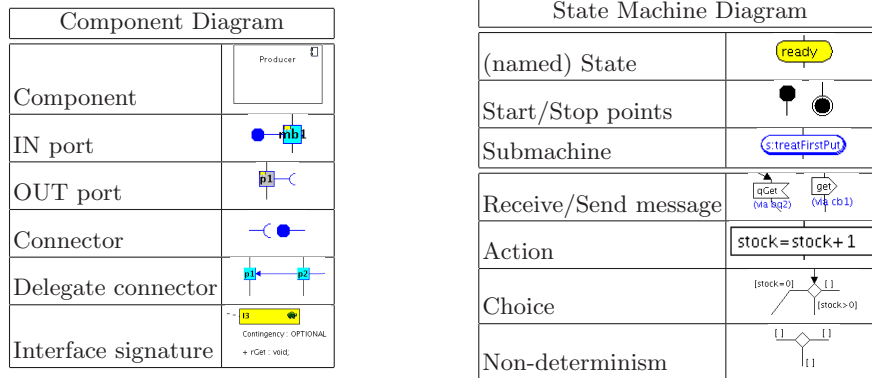 Component Diagram
Component
Producer
IN port
mb1
OUT port
p1
Connector
Delegate connector
p1
p2
Interface signature
I3
Contingency : OPTIONAL
+ rGet : void;
State Machine Diagram
(named) State
ready
Start/Stop points
Submachine
s:treatFirstPut
Receive/Send message
qGet
(via bq2)
get
(via cb1)
Action
stock=stock+1
Choice
[stock=0]
[ ]
[stock>0]
Non-determinism
[ ]
[ ]
[ ]